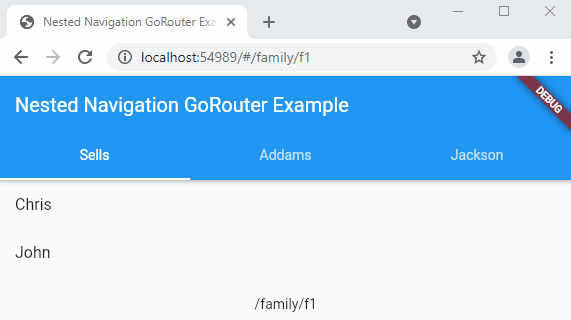 Nested Navigation GoRouter Exa
localhost:54989/#/family/f1
Nested Navigation GoRouter Example
DEBUG
Sells Addams Jackson
Chris
John
/family/f1